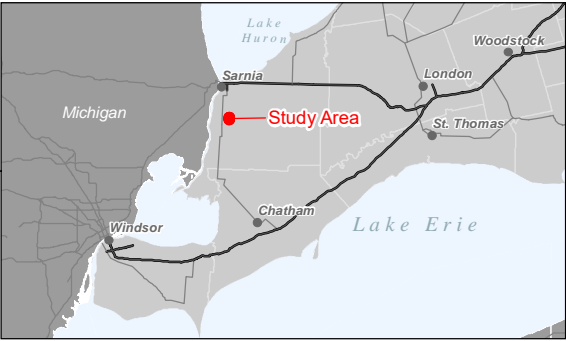 Lake
Huron
Woodstock
Sarnia
London
Michigan
Study Area
St. Thomas
Chatham
Lake Erie
Windsor